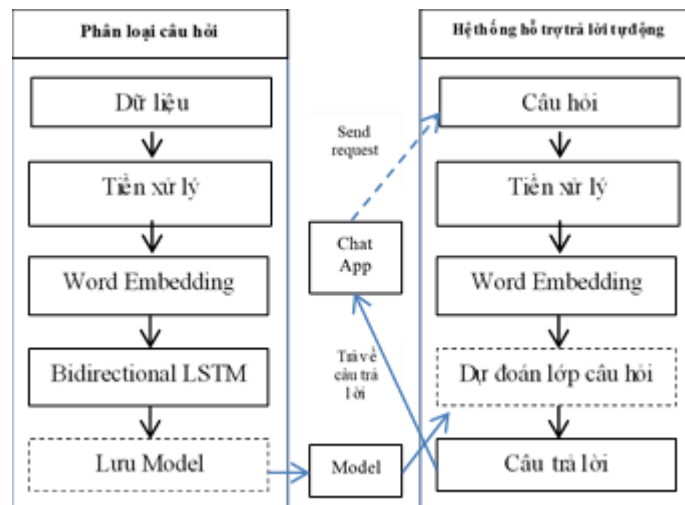 Phân loại câu hỏi
Dữ liệu
Tiền xử lý
Word Embedding
Bidirectional LSTM
Lưu Model
Send
request
Chat
App
Trả về
câu trả
lời
Model
Hệ thống hỗ trợ trả lời tự động
Câu hỏi
Tiền xử lý
Word Embedding
Dự đoán lớp câu hỏi
Câu trả lời